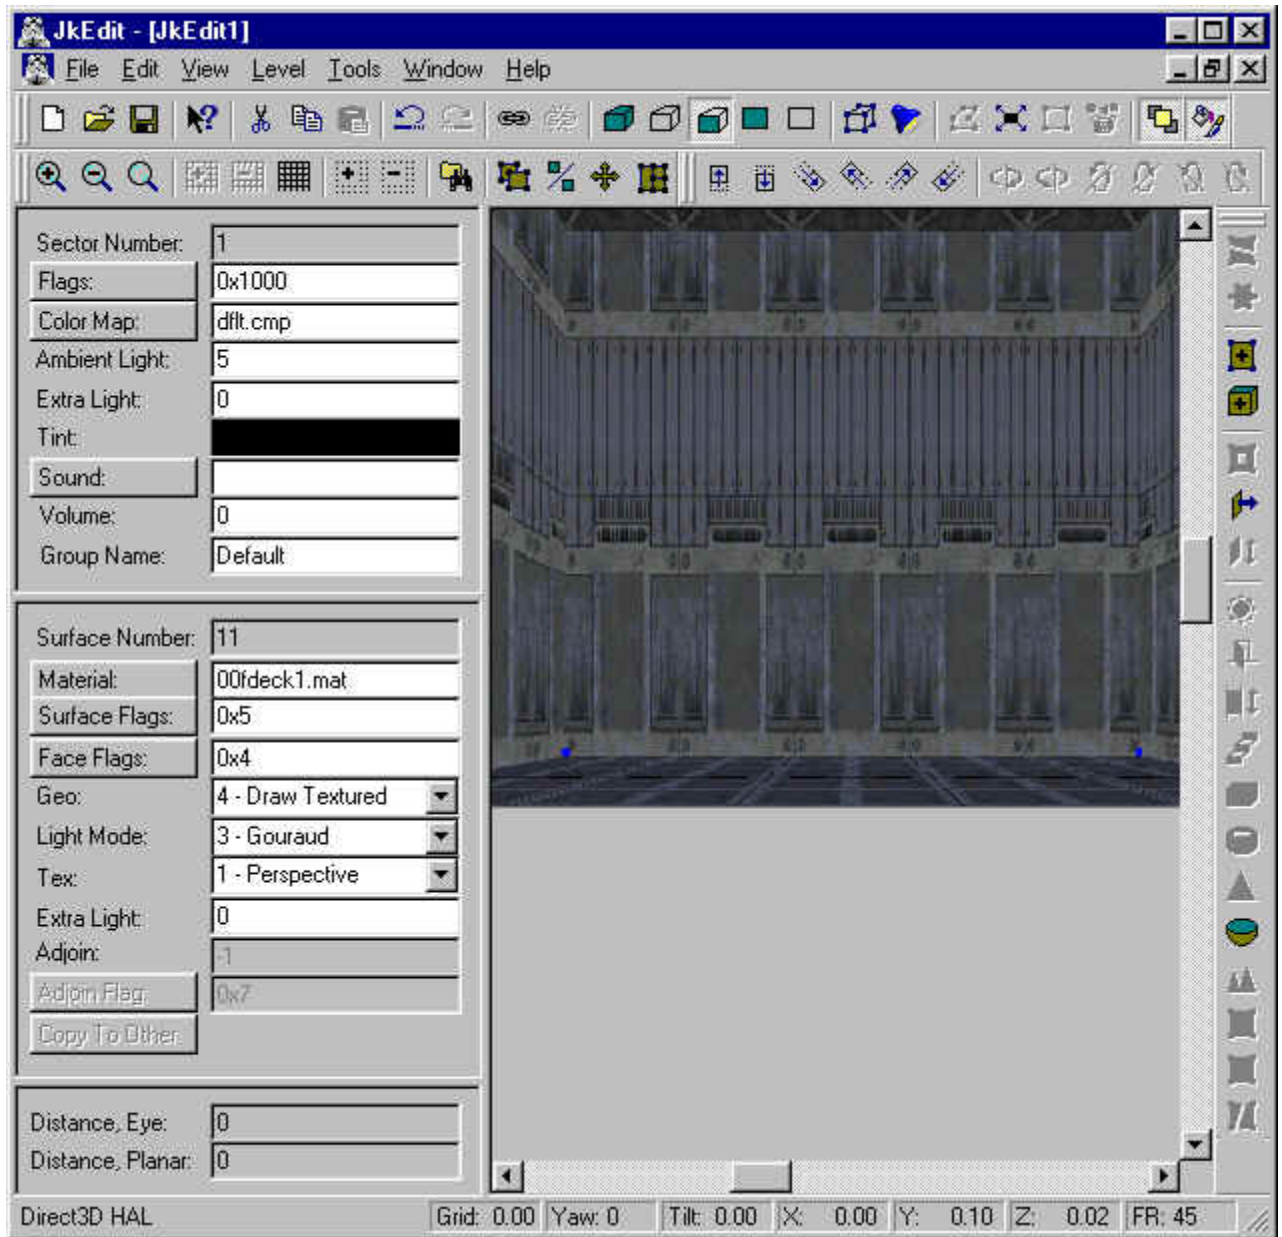 JkEdit - [JkEdit1]
File Edit View Level Tools Window Help
Sector Number: 1
Flags: 0x1000
Color Map: dflt.cmp
Ambient Light: 5
Extra Light: 0
Tint:
Sound:
Volume: 0
Group Name: Default
Surface Number: 11
Material: 00fdeck1.mat
Surface Flags: 0x5
Face Flags: 0x4
Geo: 4 - Draw Textured
Light Mode: 3 - Gouraud
Tex: 1 - Perspective
Extra Light: 0
Adjoin: -1
Adjoin Flag: 0x7
Copy To Other:
Distance, Eye: 0
Distance, Planar: 0
Direct3D HAL Grid: 0.00 Yaw: 0 Tilt: 0.00 X: 0.00 Y: 0.10 Z: 0.02 FR: 45